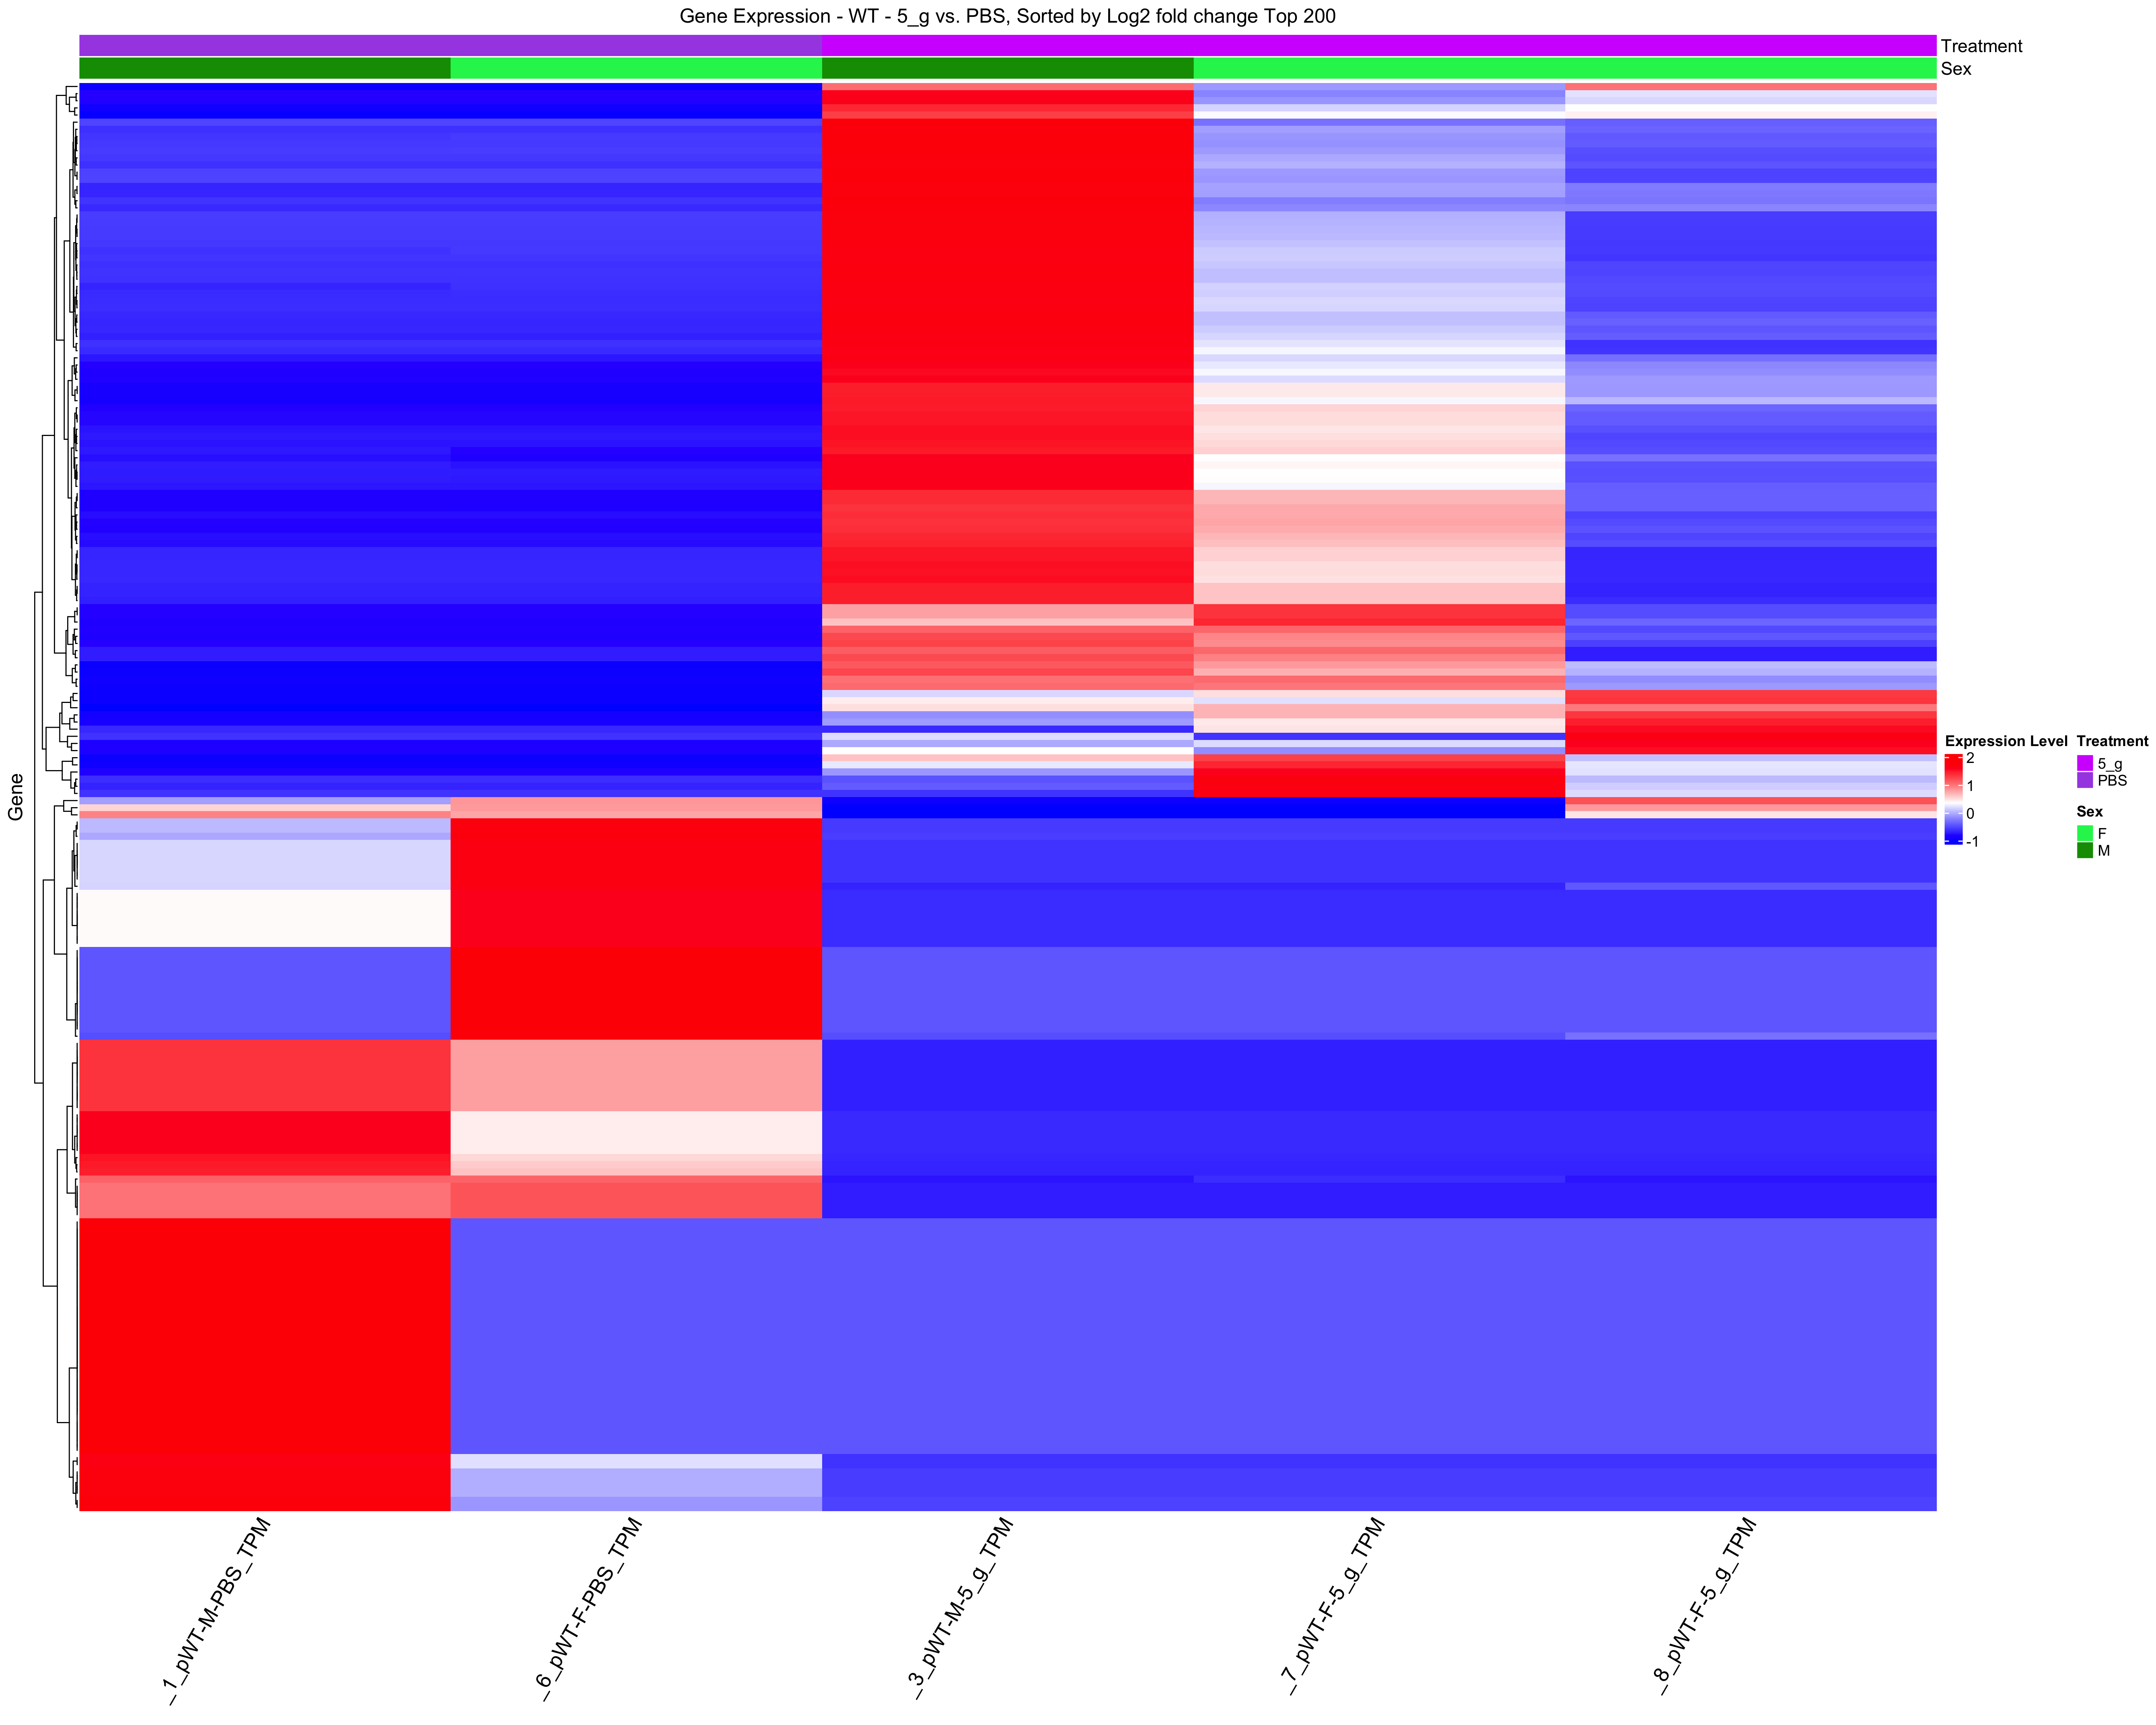 Gene Expression - WT - 5_g vs. PBS, Sorted by Log2 fold change Top 200
Treatment
Sex
Gene
Expression Level
2
1
0
-1
Treatment
5_g
PBS
Sex
F
M
_1_pWT-M-PBS_TPM
_6_pWT-F-PBS_TPM
_3_pWT-M-5_g_TPM
_7_pWT-F-5_g_TPM
_8_pWT-F-5_g_TPM